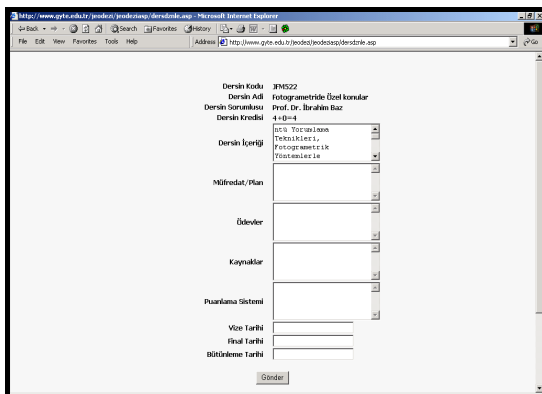 http://www.gyte.edu.tr/jeodezi/jeodeziasp/dersdznle.asp - Microsoft Internet Explorer
Back Search Favorites History
File Edit View Favorites Tools Help Address http://www.gyte.edu.tr/jeodezi/jeodeziasp/dersdznle.asp Go
Dersin Kodu JFM522
Dersin Adi Fotogrametride Özel konular
Dersin Sorumlusu Prof. Dr. İbrahim Baz
Dersin Kredisi 4+0=4
Dersin İçeriği
ntü Yorumlama
Teknikleri,
Fotogrametrik
Yöntemlerle
Müfredat/Plan
Ödevler
Kaynaklar
Puanlama Sistemi
Vize Tarihi
Final Tarihi
Bütünleme Tarihi
Gönder